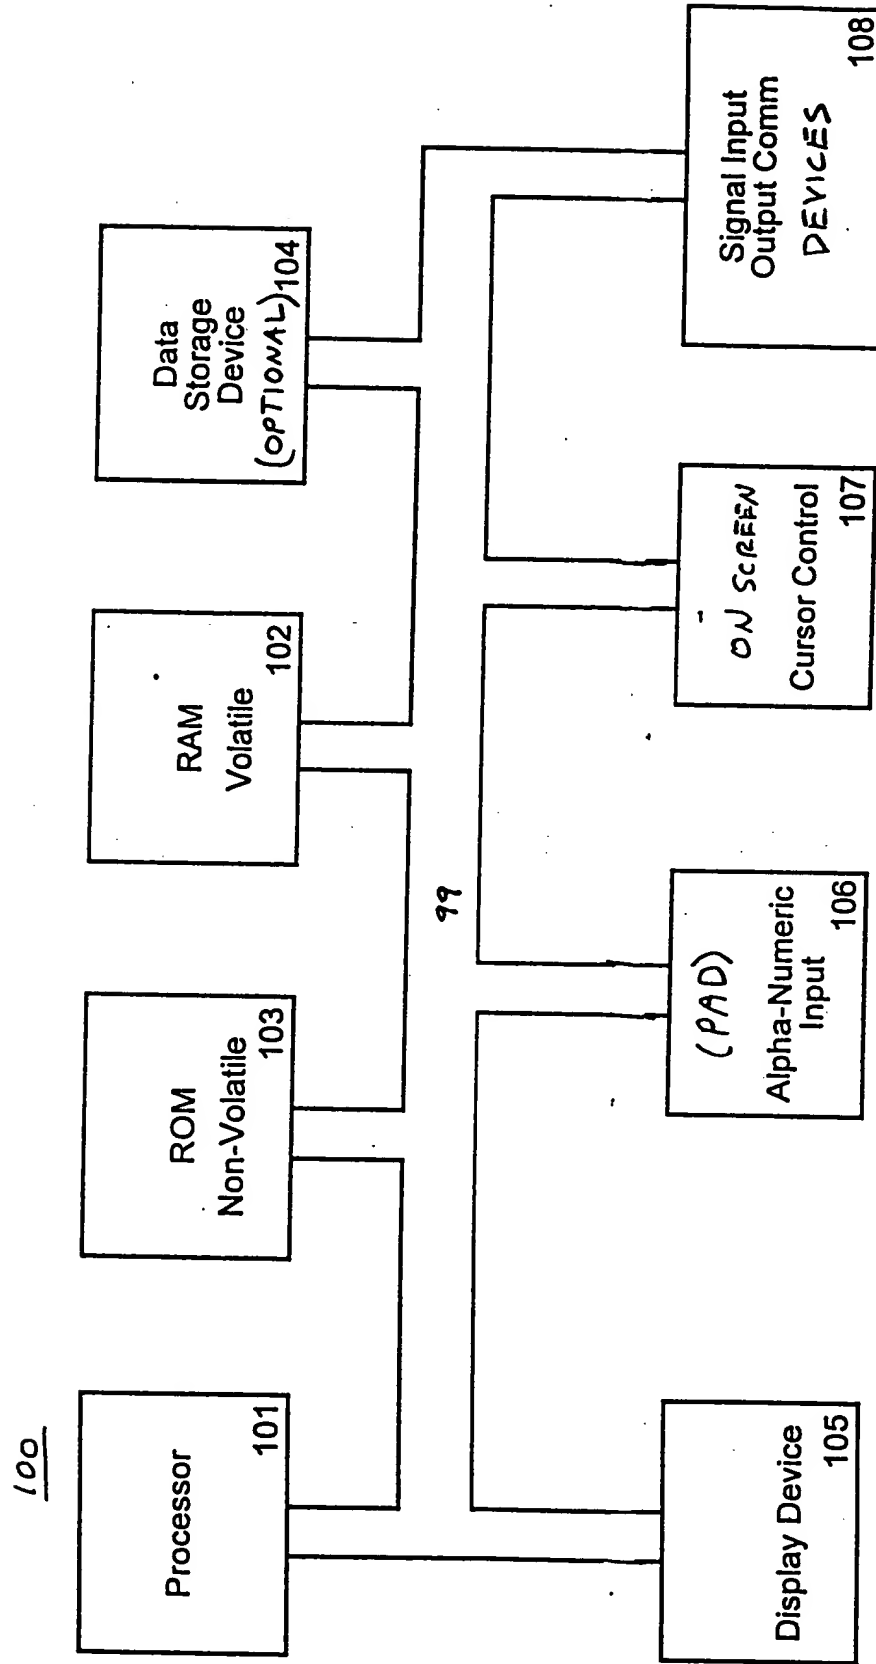 100
Processor
101
ROM
Non-Volatile
103
RAM
Volatile
102
Data
Storage
Device
(OPTIONAL)
104
99
Display Device
105
(PAD)
Alpha-Numeric
Input
106
ON SCREEN
Cursor Control
107
Signal Input
Output Comm
DEVICES
108